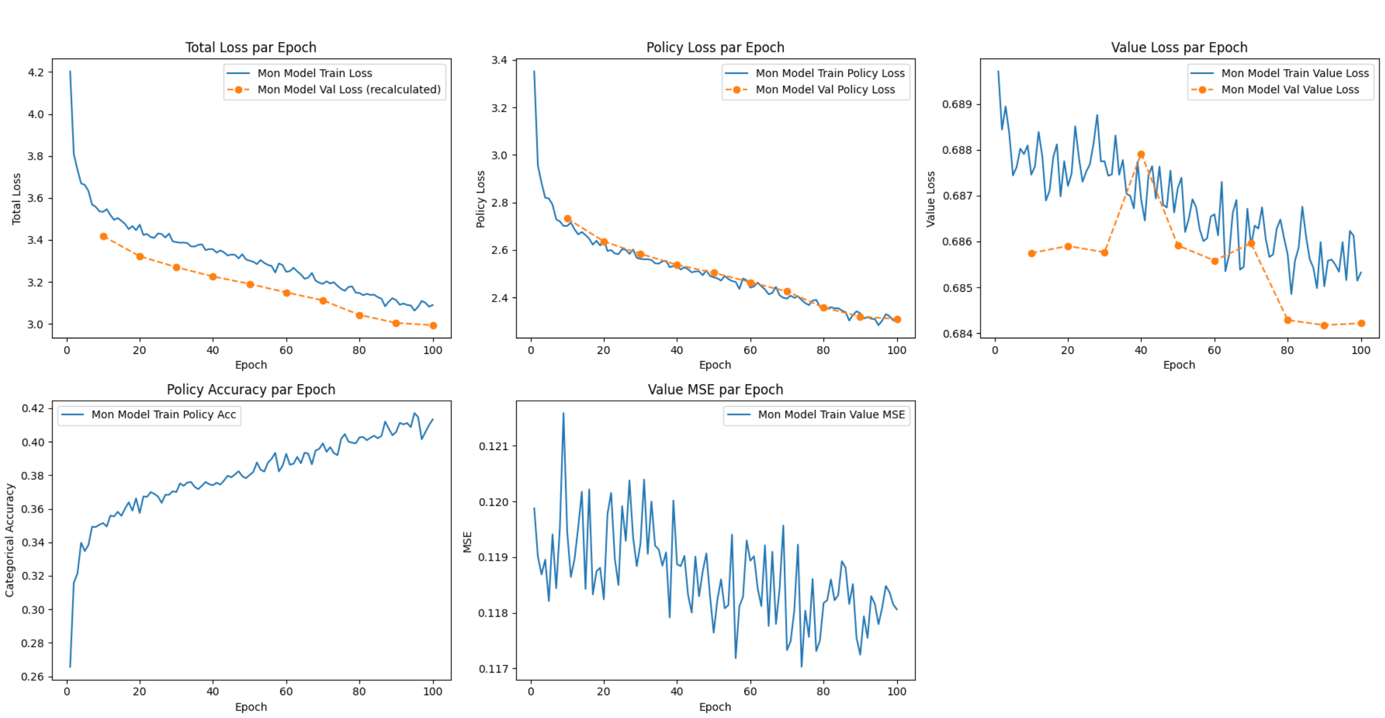 Total Loss par Epoch
Mon Model Train Loss
Mon Model Val Loss (recalculated)
Total Loss
4.2
4.0
3.8
3.6
3.4
3.2
3.0
0 20 40 60 80 100
Epoch
Policy Loss par Epoch
Mon Model Train Policy Loss
Mon Model Val Policy Loss
Policy Loss
3.4
3.2
3.0
2.8
2.6
2.4
0 20 40 60 80 100
Epoch
Value Loss par Epoch
Mon Model Train Value Loss
Mon Model Val Value Loss
Value Loss
0.689
0.688
0.687
0.686
0.685
0.684
0 20 40 60 80 100
Epoch
Policy Accuracy par Epoch
Mon Model Train Policy Acc
Categorical Accuracy
0.42
0.40
0.38
0.36
0.34
0.32
0.30
0.28
0.26
0 20 40 60 80 100
Epoch
Value MSE par Epoch
Mon Model Train Value MSE
MSE
0.121
0.120
0.119
0.118
0.117
0 20 40 60 80 100
Epoch